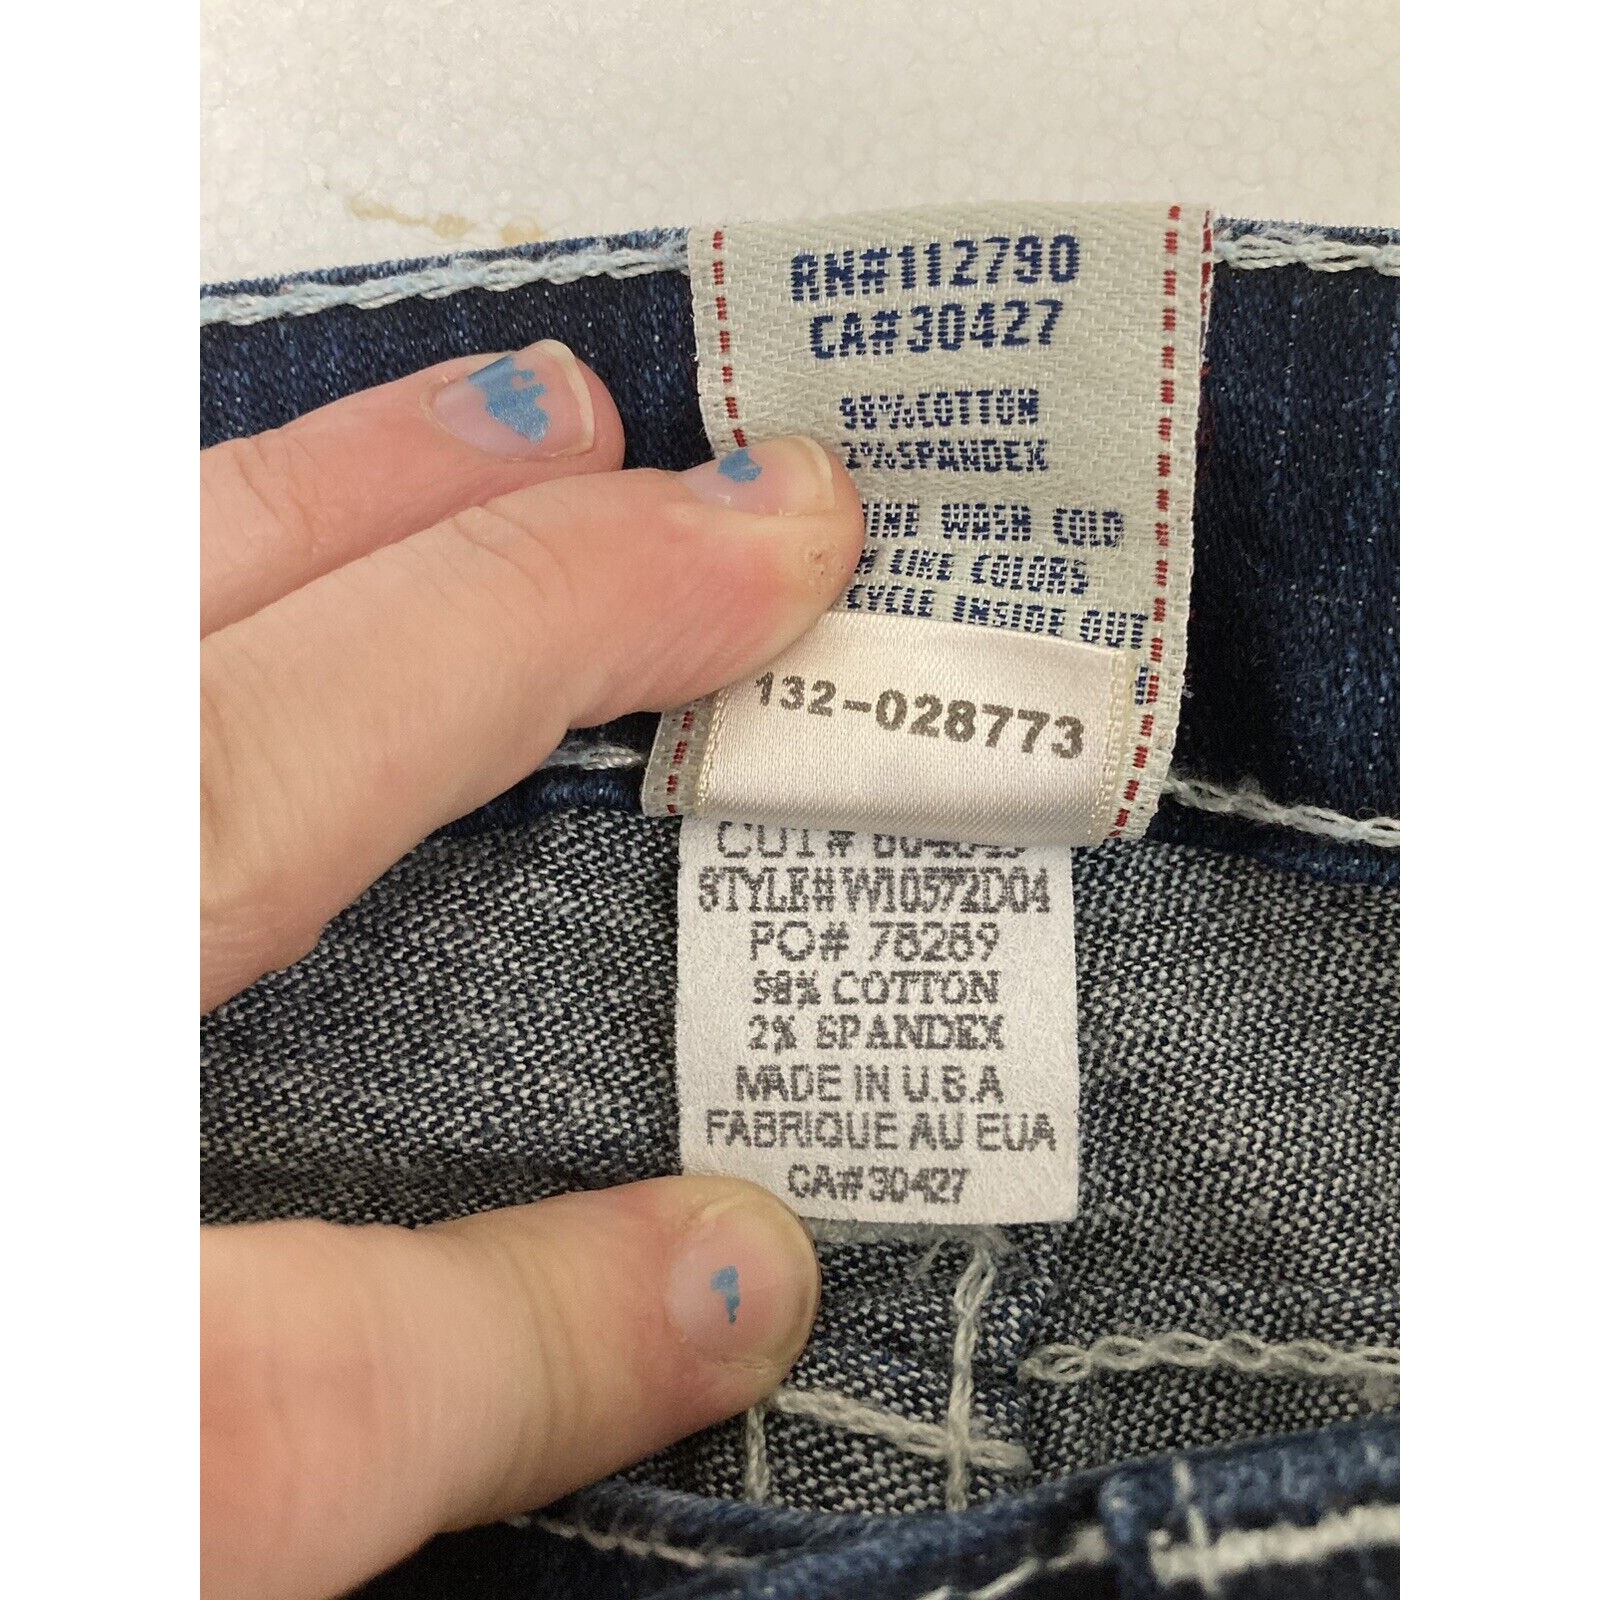 RN#112790
CA#30427
98%COTTON
2%SPANDEX
WASH COLD
LIKE COLORS
CYCLE INSIDE OUT
132-028773
CUT#
STYLE# W10572D04
PO# 78289
98% COTTON
2% SPANDEX
MADE IN U.S.A
FABRIQUE AU EUA
CA#30427